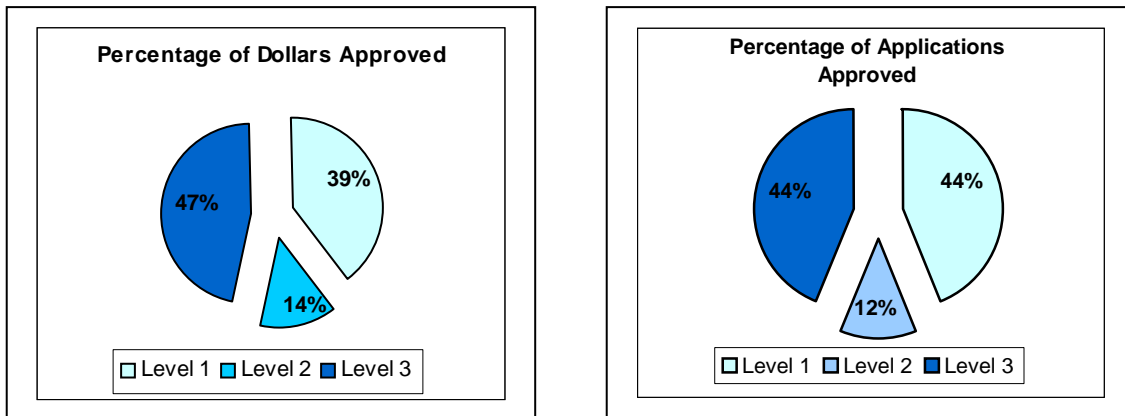 Percentage of Dollars Approved
39%
47%
14%
Level 1 Level 2 Level 3
Percentage of Applications
Approved
44% 44%
12%
Level 1 Level 2 Level 3